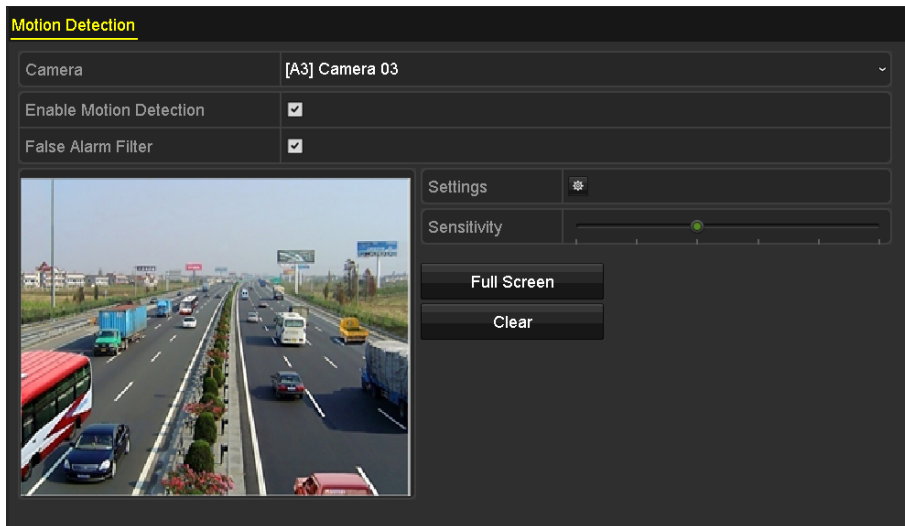 Motion Detection
Camera
[A3] Camera 03
Enable Motion Detection
False Alarm Filter
Settings
Sensitivity
Full Screen
Clear